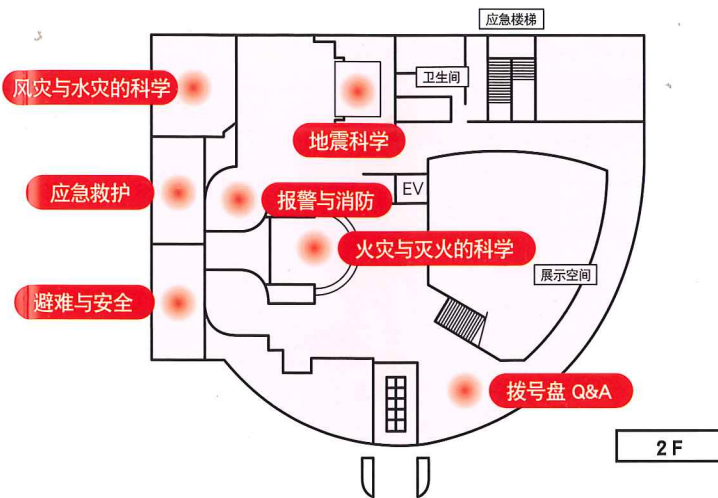 应急楼梯
卫生间
风灾与水灾的科学
地震科学
应急救护
报警与消防
EV
火灾与灭火的科学
展示空间
避难与安全
拨号盘 Q&A
2F